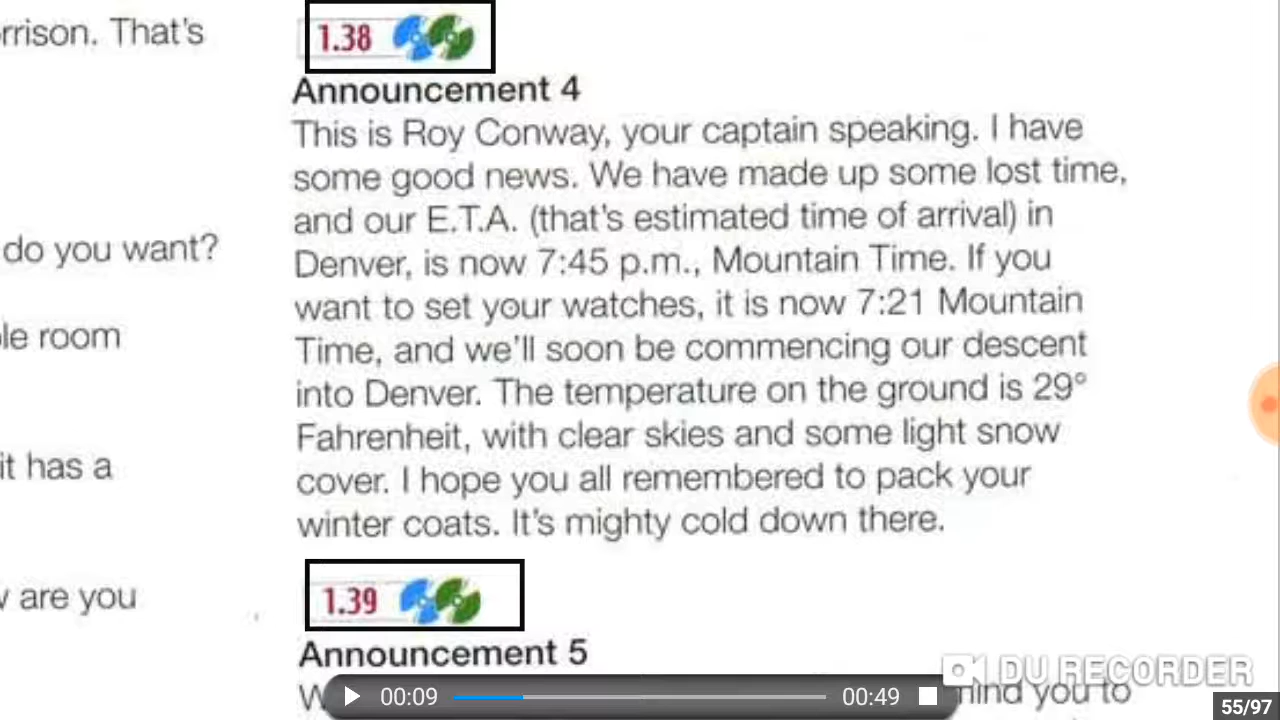 rrison. That's
do you want?
le room
it has a
are you
1.38
Announcement 4
This is Roy Conway, your captain speaking. I have
some good news. We have made up some lost time,
and our E.T.A. (that's estimated time of arrival) in
Denver, is now 7:45 p.m., Mountain Time. If you
want to set your watches, it is now 7:21 Mountain
Time, and we'll soon be commencing our descent
into Denver. The temperature on the ground is 29°
Fahrenheit, with clear skies and some light snow
cover. I hope you all remembered to pack your
winter coats. It's mighty cold down there.
1.39
Announcement 5
you to
DU RECORDER
00:09
00:49
55/97